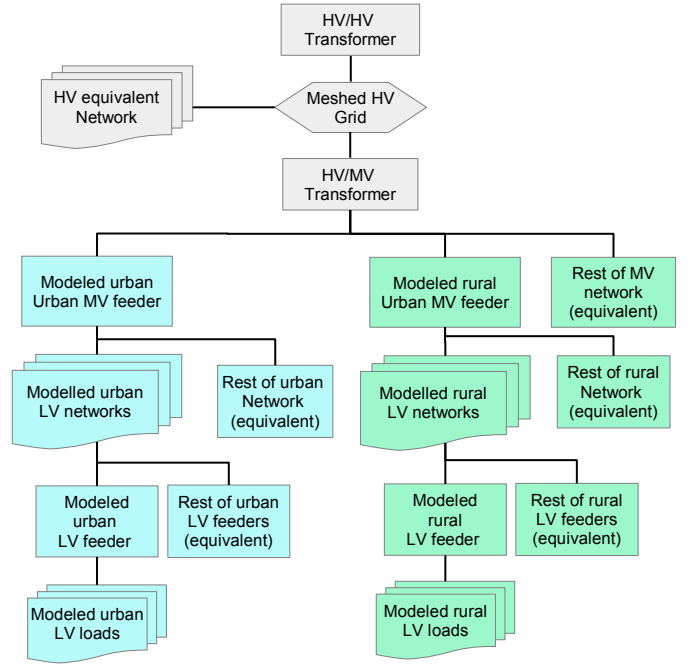 HV/HV
Transformer
HV equivalent
Network
Meshed HV
Grid
HV/MV
Transformer
Modeled urban
Urban MV feeder
Modeled rural
Urban MV feeder
Rest of MV
network
(equivalent)
Modelled urban
LV networks
Rest of urban
Network
(equivalent)
Modelled rural
LV networks
Rest of rural
Network
(equivalent)
Modeled
urban
LV feeder
Rest of urban
LV feeders
(equivalent)
Modeled
rural
LV feeder
Rest of rural
LV feeders
(equivalent)
Modeled urban
LV loads
Modeled rural
LV loads